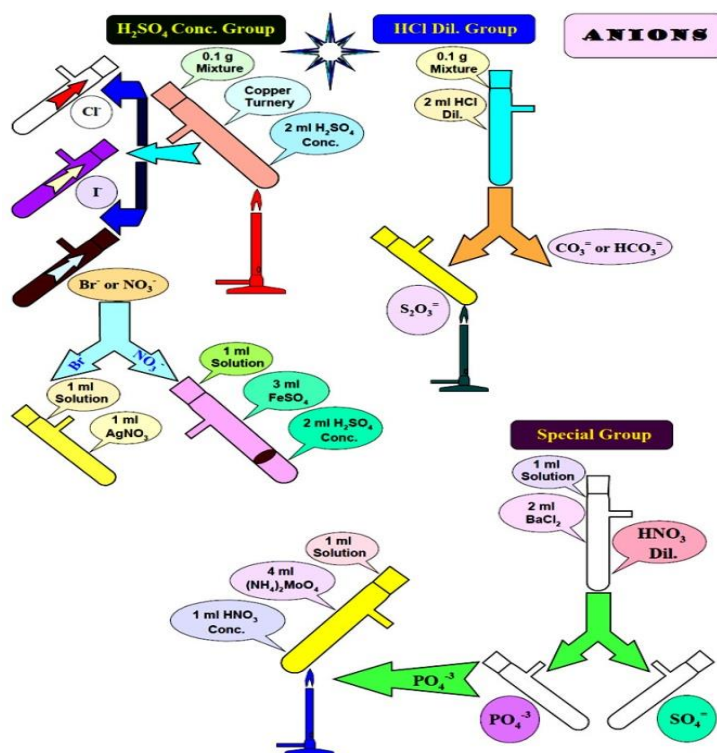 H₂SO₄ Conc. Group
HCl Dil. Group
ANIONS
0.1 g
Mixture
Copper
Turnery
2 ml H₂SO₄
Conc.
Cl⁻
I⁻
Br⁻ or NO₃⁻
Br⁻
NO₃⁻
1 ml
Solution
1 ml
AgNO₃
1 ml
Solution
3 ml
FeSO₄
2 ml H₂SO₄
Conc.
0.1 g
Mixture
2 ml HCl
Dil.
CO₃⁼ or HCO₃⁼
S₂O₃⁼
Special Group
1 ml
Solution
2 ml
BaCl₂
HNO₃
Dil.
PO₄⁻³
SO₄⁼
PO₄⁻³
1 ml
Solution
4 ml
(NH₄)₂MoO₄
1 ml HNO₃
Conc.